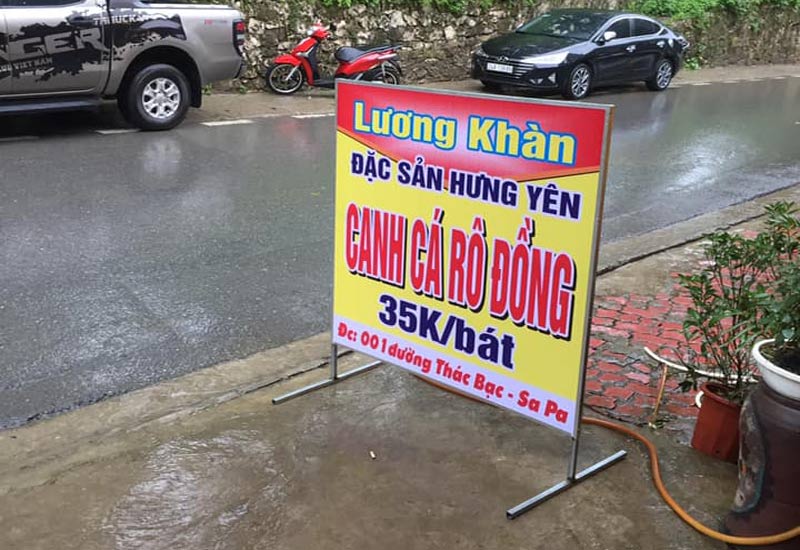 Lương Khàn
ĐẶC SẢN HƯNG YÊN
CANH CÁ RÔ ĐỒNG
35K/bát
Đc: 001 đường Thác Bạc - Sa Pa